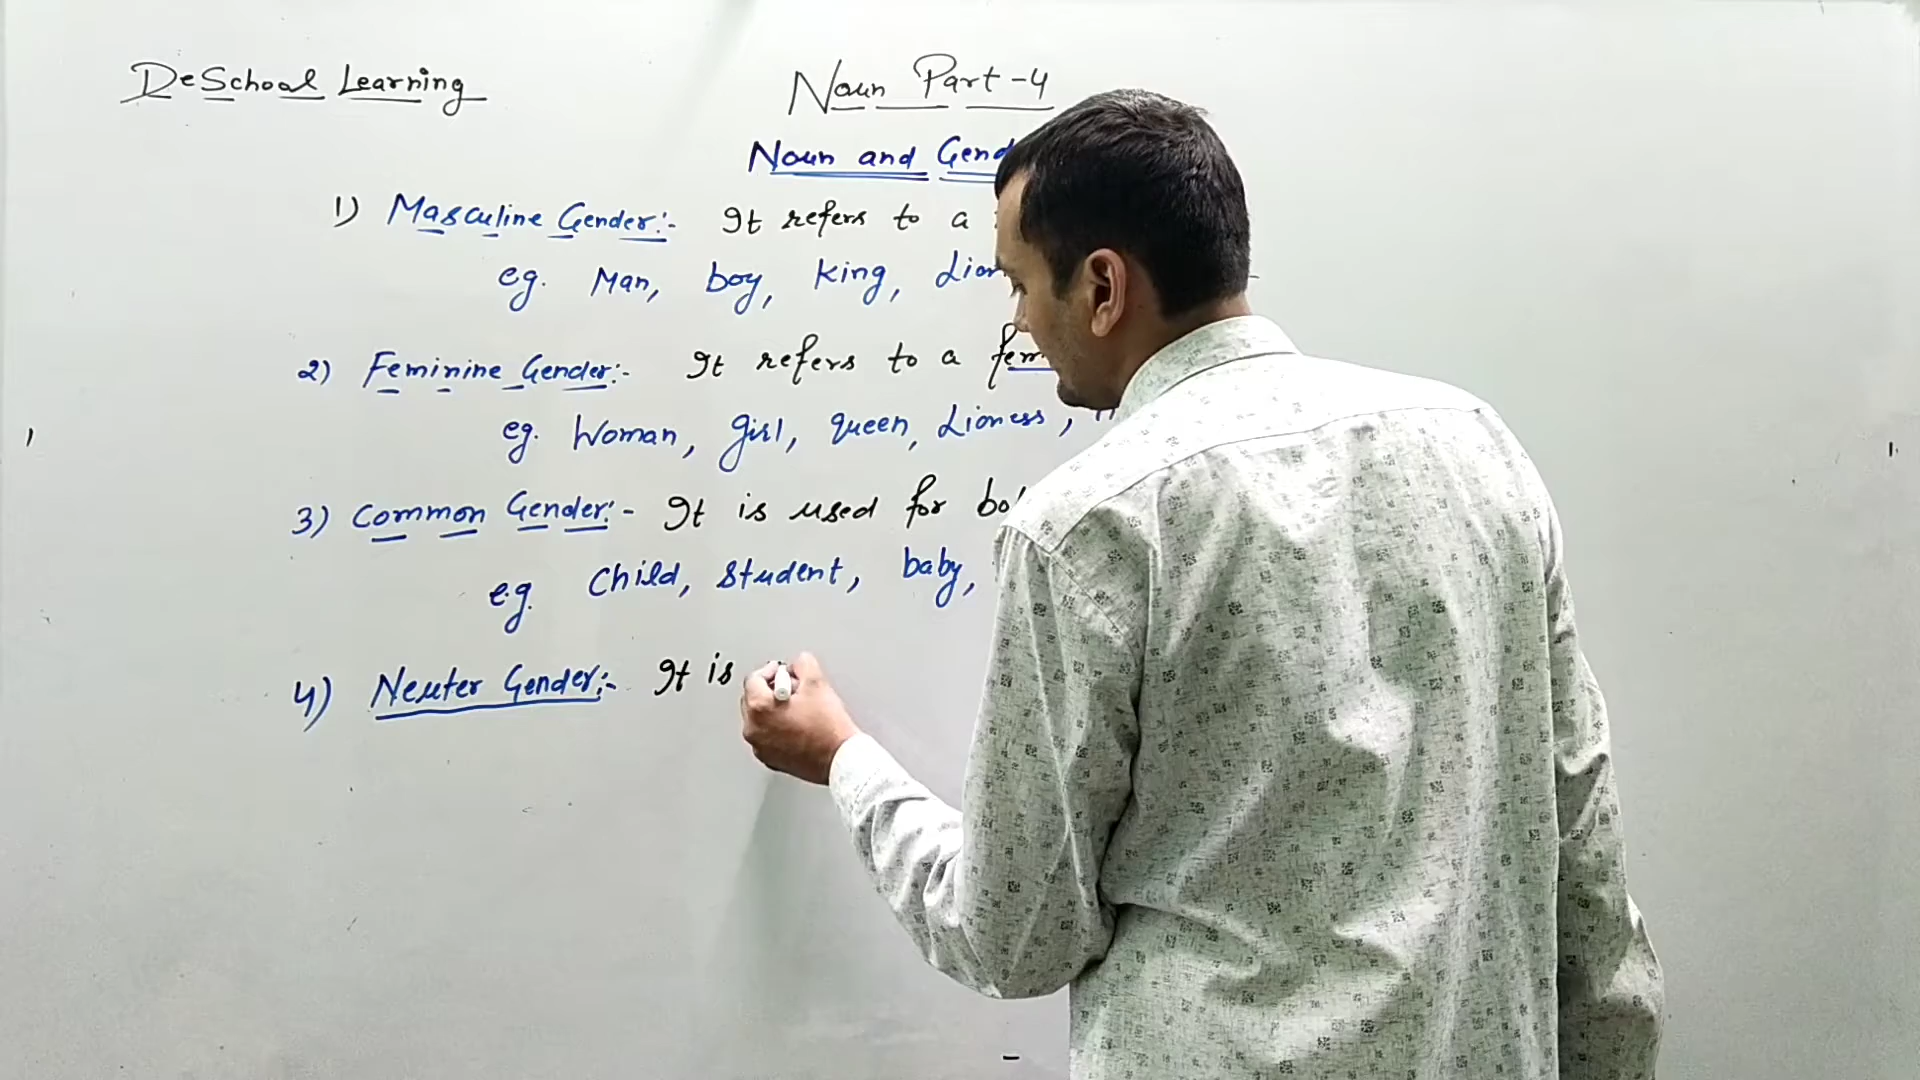 DeSchool Learning
Noun Part-4
Noun and
1) Masculine Gender:- It refers to a
eg. Man, boy, king, Lion
2) Feminine Gender:- It refers to a
eg. Woman, girl, queen, Lioness,
3) Common Gender:- It is used for
e.g. Child, Student, baby,
4) Neuter Gender:- It is